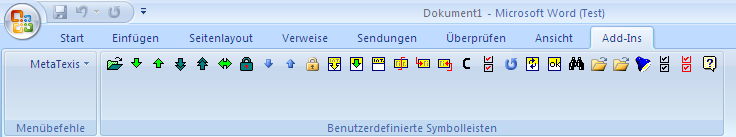 Dokument1 - Microsoft Word (Test)
Start Einfügen Seitenlayout Verweise Sendungen Überprüfen Ansicht Add-Ins
MetaTexis
Menübefehle Benutzerdefinierte Symbolleisten